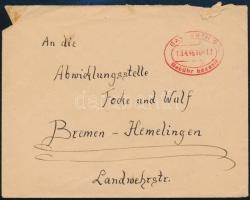 An die
Abwicklungsstelle
Focke und Wulf
Bremen - Hemelingen
Landwehrstr.
Gebühr bezahlt